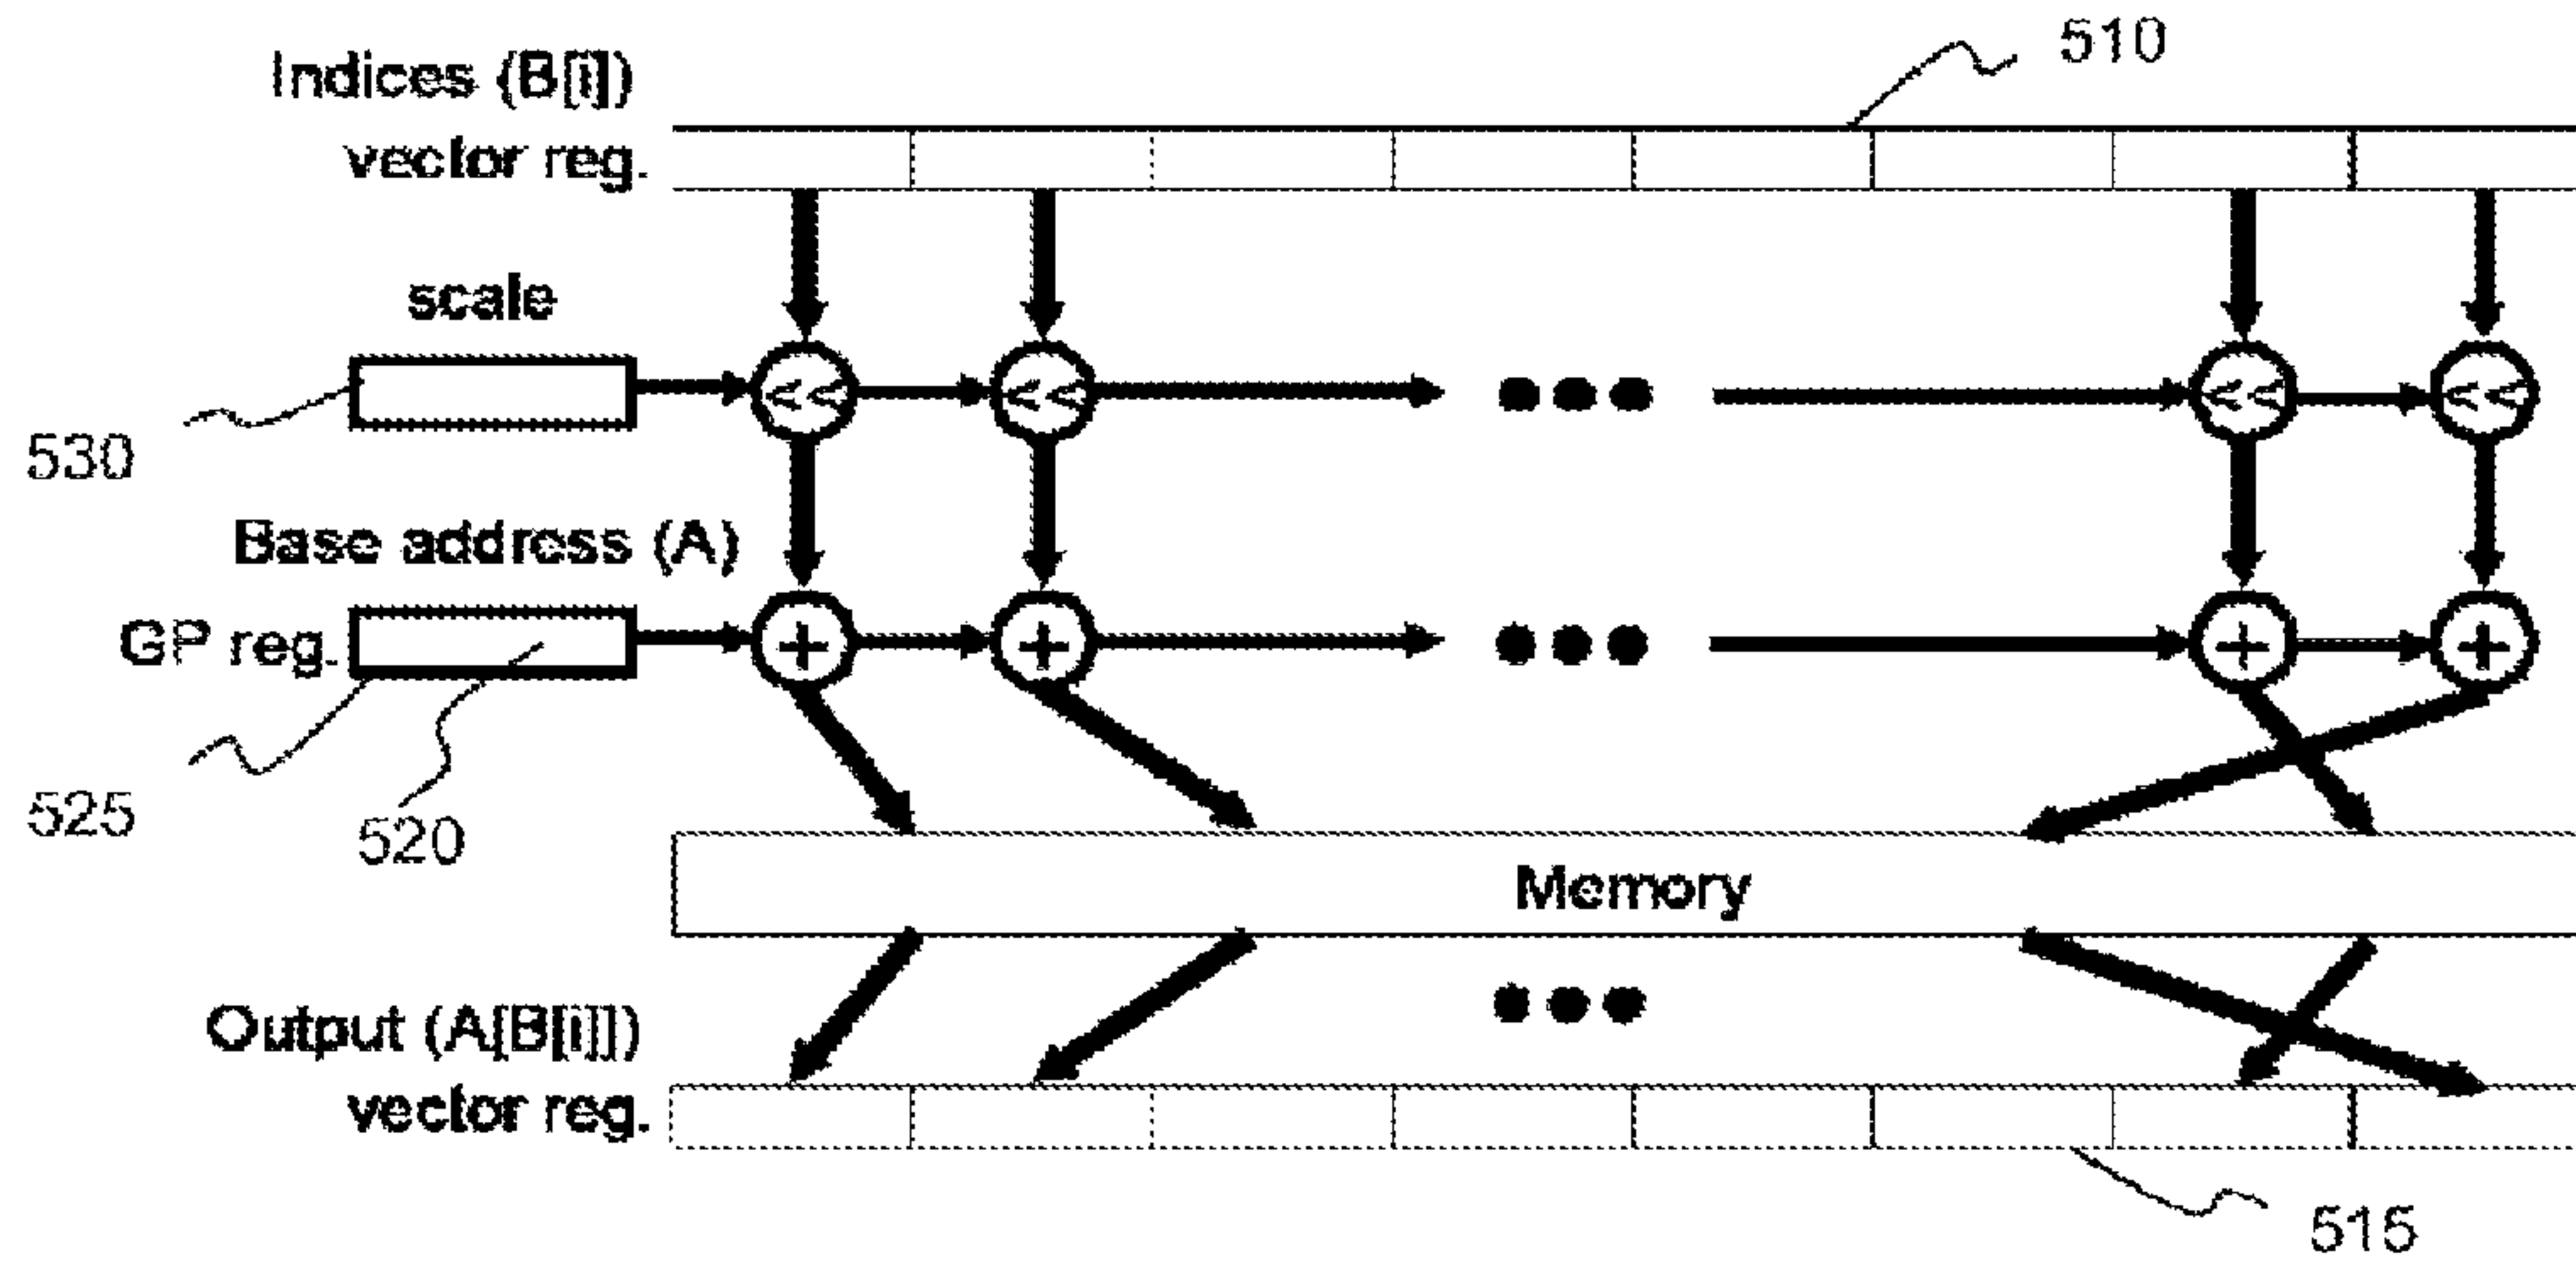 510
Indices (B[i])
vector reg.
scale
<< << << <<
530
Base address (A)
GP reg.
+ + + +
525
520
Memory
Output (A[B[i]])
vector reg.
515